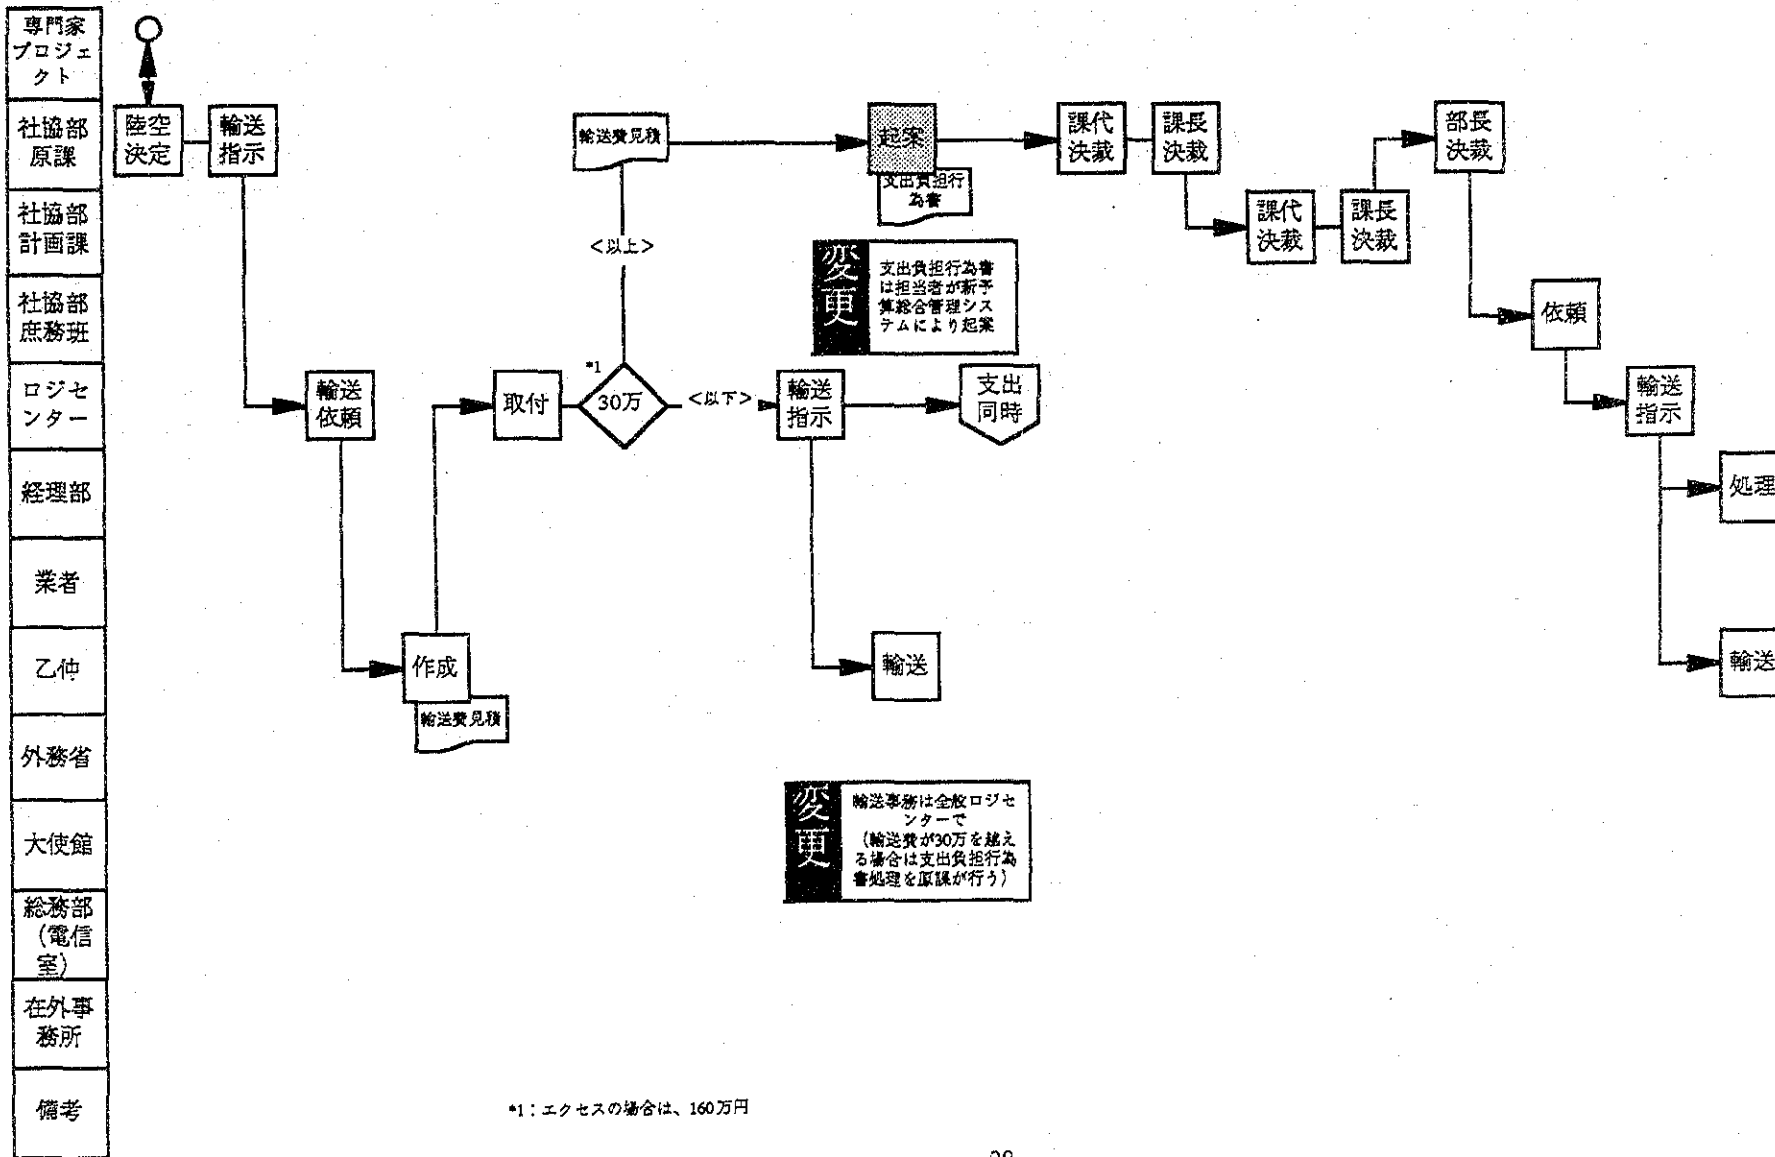 専門家
プロジェ
クト
社協部
原課
社協部
計画課
社協部
庶務班
ロジセ
ンター
経理部
業者
乙仲
外務省
大使館
総務部
(電信
室)
在外事
務所
備考
陸空
決定
輸送
指示
輸送
依頼
作成
輸送費見積
取付
*1
30万
<以上>
<以下>
輸送費見積
起案
支出負担行
為書
変
更
支出負担行為書
は担当者が新予
算総合管理シス
テムにより起案
輸送
指示
支出
同時
輸送
課代
決裁
課長
決裁
課代
決裁
課長
決裁
部長
決裁
依頼
輸送
指示
処理
輸送
変
更
輸送事務は全般ロジセ
ンターで
(輸送費が30万を越え
る場合は支出負担行為
書処理を原課が行う)
*1:エクセスの場合は、160万円